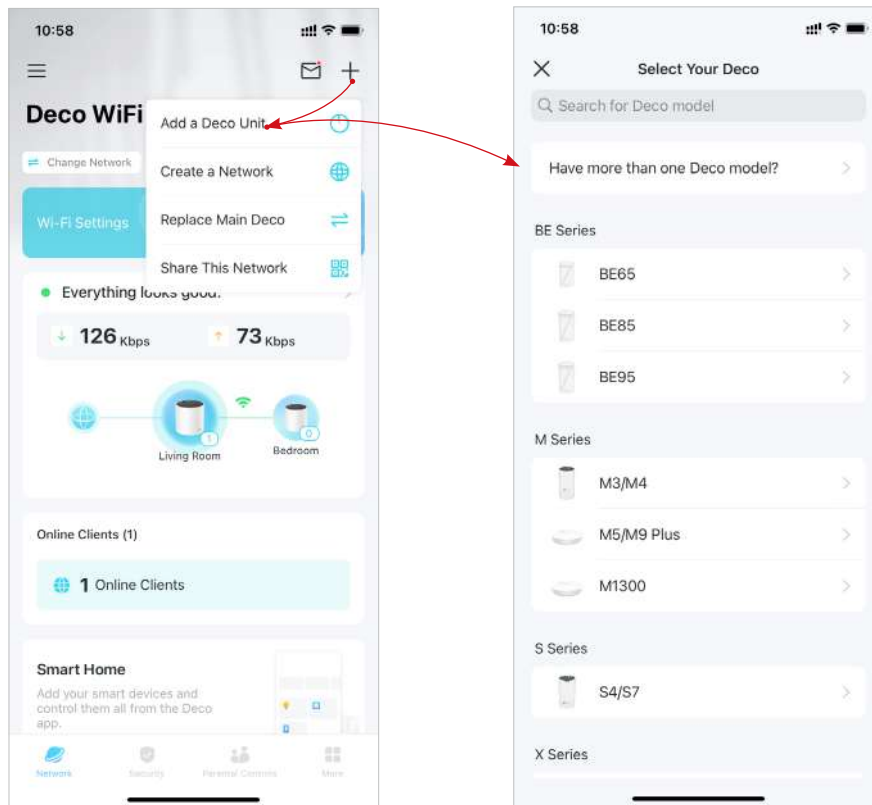 10:58
Deco WiFi
Add a Deco Unit
Change Network
Create a Network
Wi-Fi Settings
Replace Main Deco
Share This Network
Everything looks good.
126 Kbps
73 Kbps
1
0
Living Room
Bedroom
Online Clients (1)
1 Online Clients
Smart Home
Add your smart devices and
control them all from the Deco
app.
Network
Security
Parental Controls
More
10:58
Select Your Deco
Search for Deco model
Have more than one Deco model?
BE Series
BE65
BE85
BE95
M Series
M3/M4
M5/M9 Plus
M1300
S Series
S4/S7
X Series